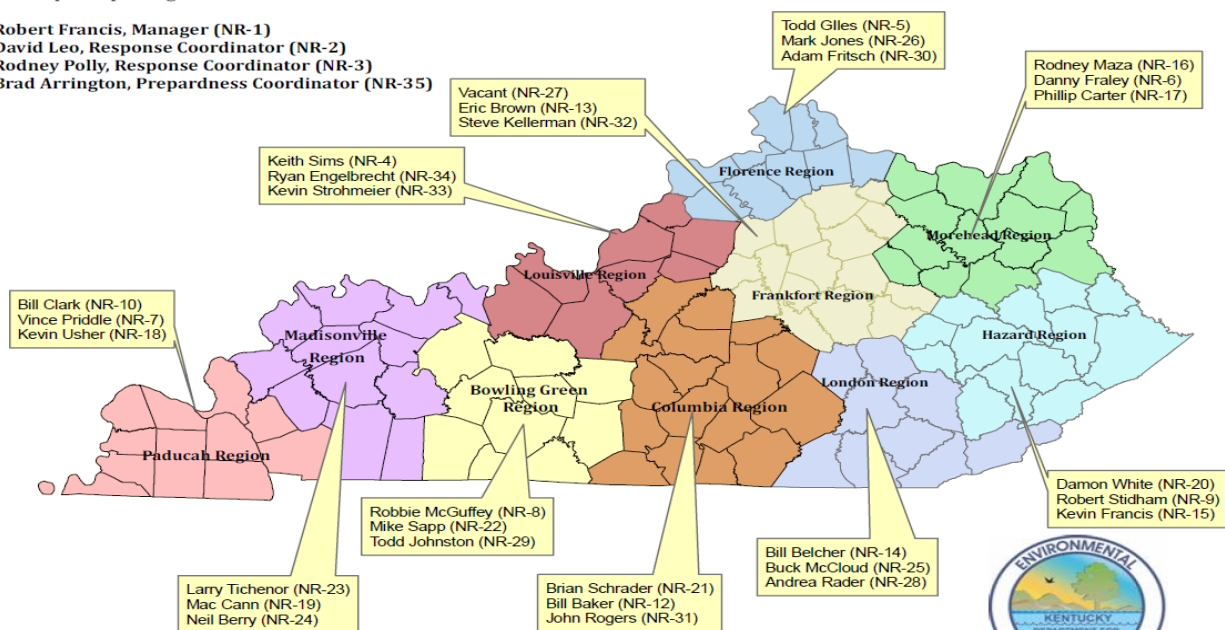 Robert Francis, Manager (NR-1)
David Leo, Response Coordinator (NR-2)
Rodney Polly, Response Coordinator (NR-3)
Brad Arrington, Prepardness Coordinator (NR-35)
Todd GIles (NR-5)
Mark Jones (NR-26)
Adam Fritsch (NR-30)
Rodney Maza (NR-16)
Danny Fraley (NR-6)
Phillip Carter (NR-17)
Vacant (NR-27)
Eric Brown (NR-13)
Steve Kellerman (NR-32)
Keith Sims (NR-4)
Ryan Engelbrecht (NR-34)
Kevin Strohmeier (NR-33)
Florence Region
Morehead Region
Louisville Region
Frankfort Region
Bill Clark (NR-10)
Vince Priddle (NR-7)
Kevin Usher (NR-18)
Madisonville
Region
Hazard Region
Bowling Green
Region
London Region
Columbia Region
Paducah Region
Damon White (NR-20)
Robert Stidham (NR-9)
Kevin Francis (NR-15)
Robbie McGuffey (NR-8)
Mike Sapp (NR-22)
Todd Johnston (NR-29)
Bill Belcher (NR-14)
Buck McCloud (NR-25)
Andrea Rader (NR-28)
Larry Tichenor (NR-23)
Mac Cann (NR-19)
Neil Berry (NR-24)
Brian Schrader (NR-21)
Bill Baker (NR-12)
John Rogers (NR-31)
ENVIRONMENTAL
KENTUCKY
DEPARTMENT FOR